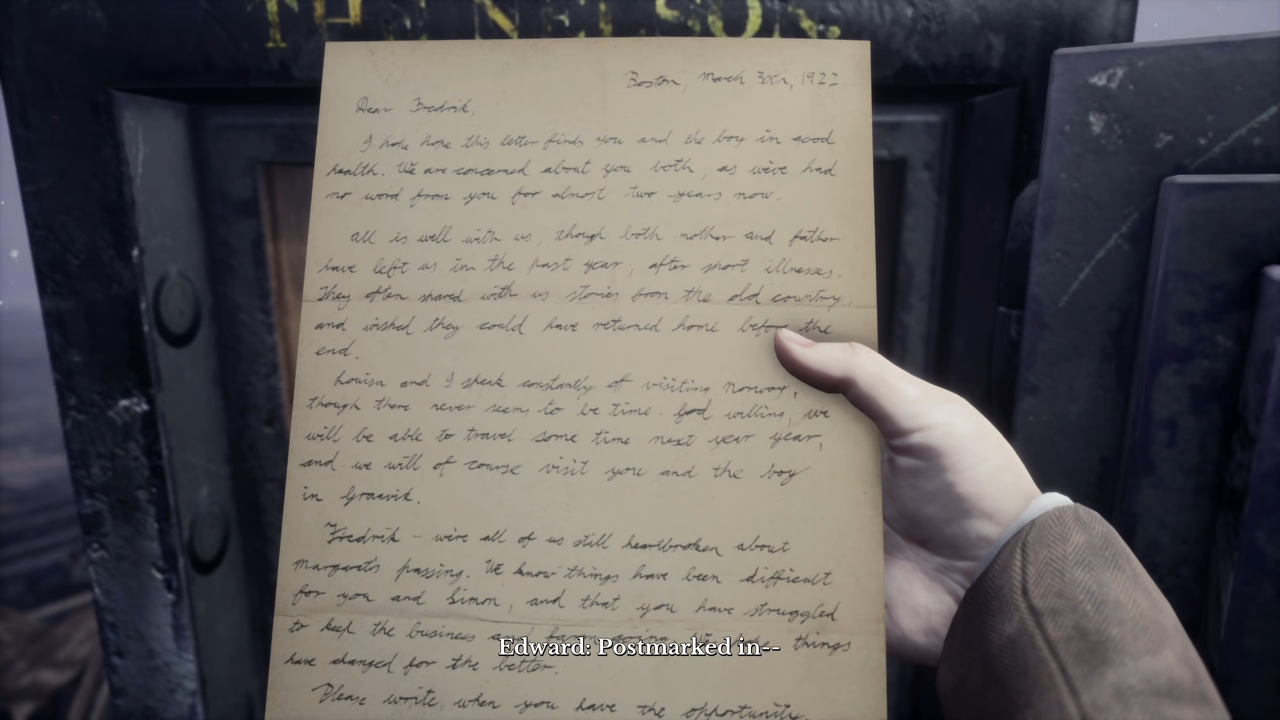 TH NELSON
Boston, March 30th, 1922
Dear Fredrik,
I hope this letter finds you and the boy in good
health. We are concerned about you both, as we've had
no word from you for almost two years now.
All is well with us, though both mother and father
have left us in the past year, after short illnesses.
They often shared with us stories from the old country,
and wished they could have returned home before the
end.
Louisa and I speak constantly of visiting Norway,
though there never seems to be time. God willing, we
will be able to travel some time next year year,
and we will of course visit you and the boy
in
Fredrik - we're all of us still heartbroken about
Margaret's passing. We know things have been difficult
for you and Simon, and that you have struggled
to keep the business and farm going. We things
have changed for the better.
Edward: Postmarked in--
Please write when you have the opportunity.